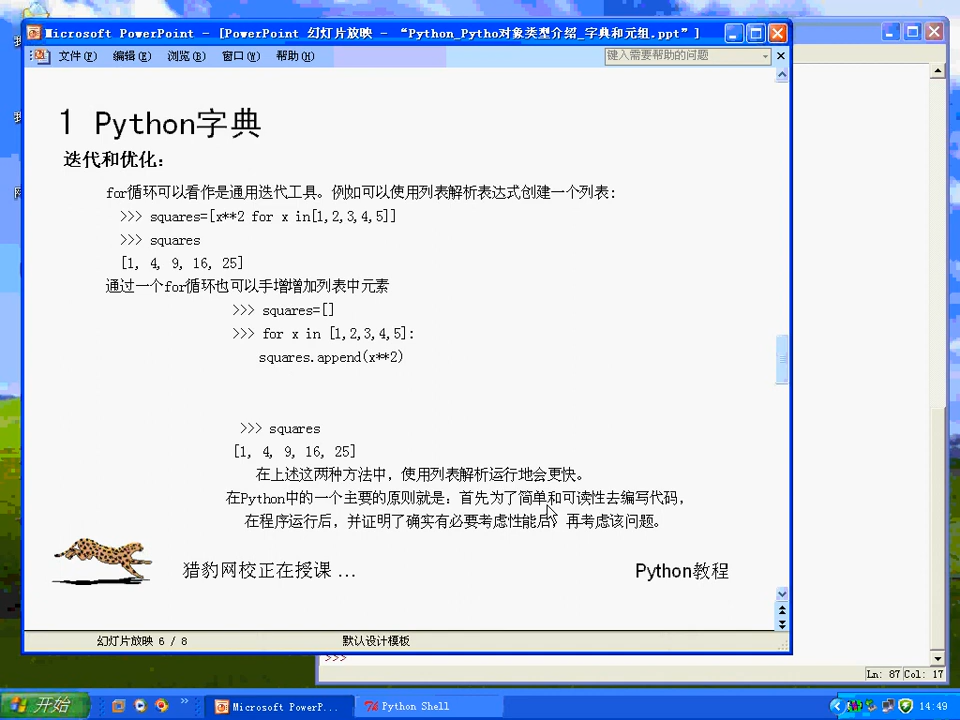 Microsoft PowerPoint - [PowerPoint 幻灯片放映 - “Python_Pytho对象类型介绍_字典和元组.ppt”]
文件(F) 编辑(E) 浏览(B) 窗口(W) 帮助(H) 键入需要帮助的问题
1 Python字典
迭代和优化：
for循环可以看作是通用迭代工具。例如可以使用列表解析表达式创建一个列表：
>>> squares=[x**2 for x in[1,2,3,4,5]]
>>> squares
[1, 4, 9, 16, 25]
通过一个for循环也可以手增增加列表中元素
>>> squares=[]
>>> for x in [1,2,3,4,5]:
squares.append(x**2)
>>> squares
[1, 4, 9, 16, 25]
在上述这两种方法中，使用列表解析运行地会更快。
在Python中的一个主要的原则就是：首先为了简单和可读性去编写代码，
在程序运行后，并证明了确实有必要考虑性能后，再考虑该问题。
猎豹网校正在授课 ...
Python教程
幻灯片放映 6 / 8
默认设计模板
>>>
Ln: 87 Col: 17
开始
Microsoft PowerP...
Python Shell
14:49